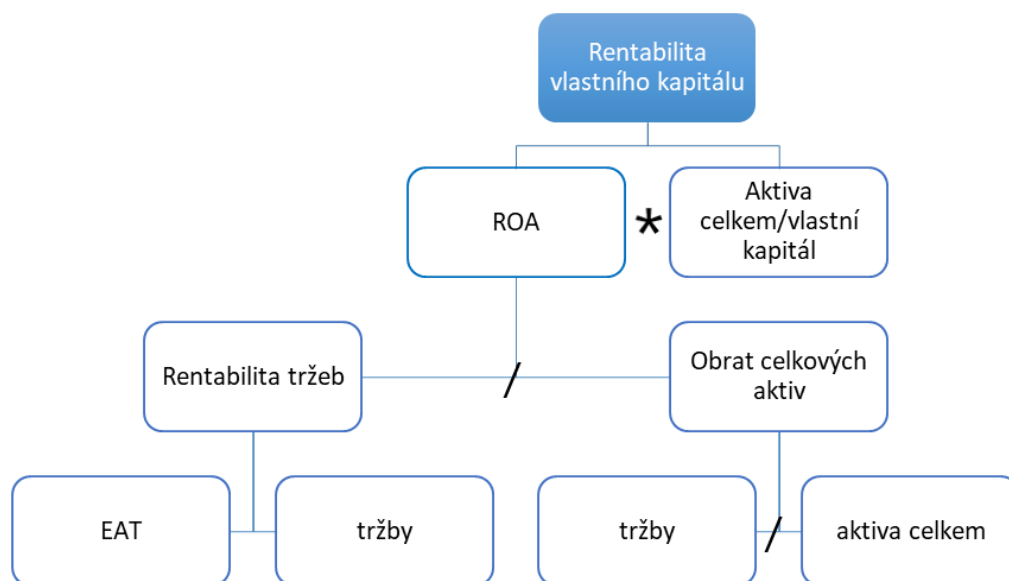 Rentabilita
vlastního kapitálu
ROA
*
Aktiva
celkem/vlastní
kapitál
Rentabilita tržeb
/
Obrat celkových
aktiv
EAT
tržby
tržby
/
aktiva celkem